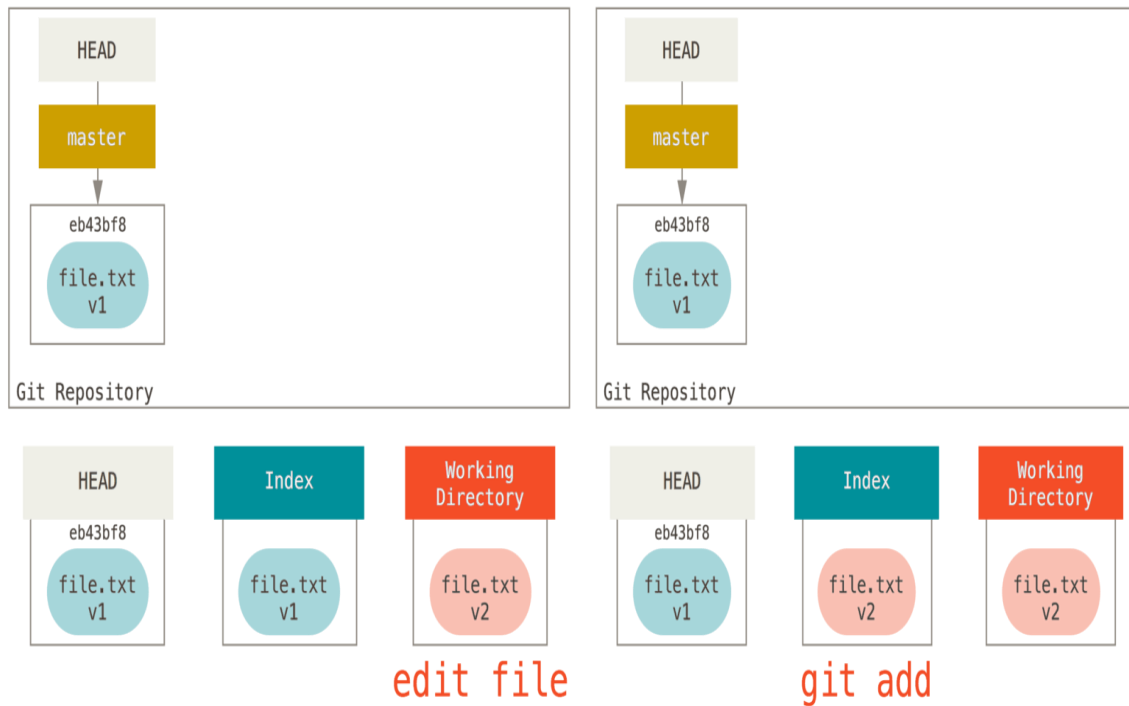 HEAD
master
eb43bf8
file.txt
v1
Git Repository
HEAD
eb43bf8
file.txt
v1
Index
file.txt
v1
Working
Directory
file.txt
v2
edit file
HEAD
master
eb43bf8
file.txt
v1
Git Repository
HEAD
eb43bf8
file.txt
v1
Index
file.txt
v2
git add
Working
Directory
file.txt
v2